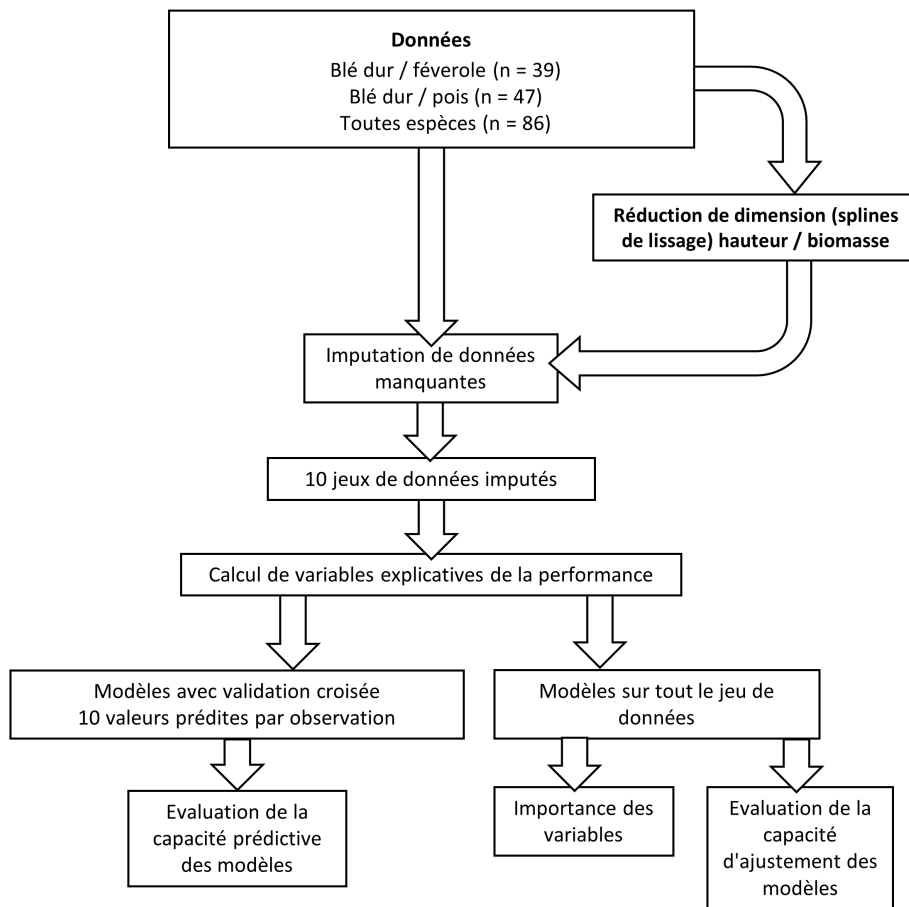 Données
Blé dur / féverole (n = 39)
Blé dur / pois (n = 47)
Toutes espèces (n = 86)
Réduction de dimension (splines
de lissage) hauteur / biomasse
Imputation de données
manquantes
10 jeux de données imputés
Calcul de variables explicatives de la performance
Modèles avec validation croisée
10 valeurs prédites par observation
Modèles sur tout le jeu de
données
Evaluation de la
capacité prédictive
des modèles
Importance des
variables
Evaluation de la
capacité
d'ajustement des
modèles